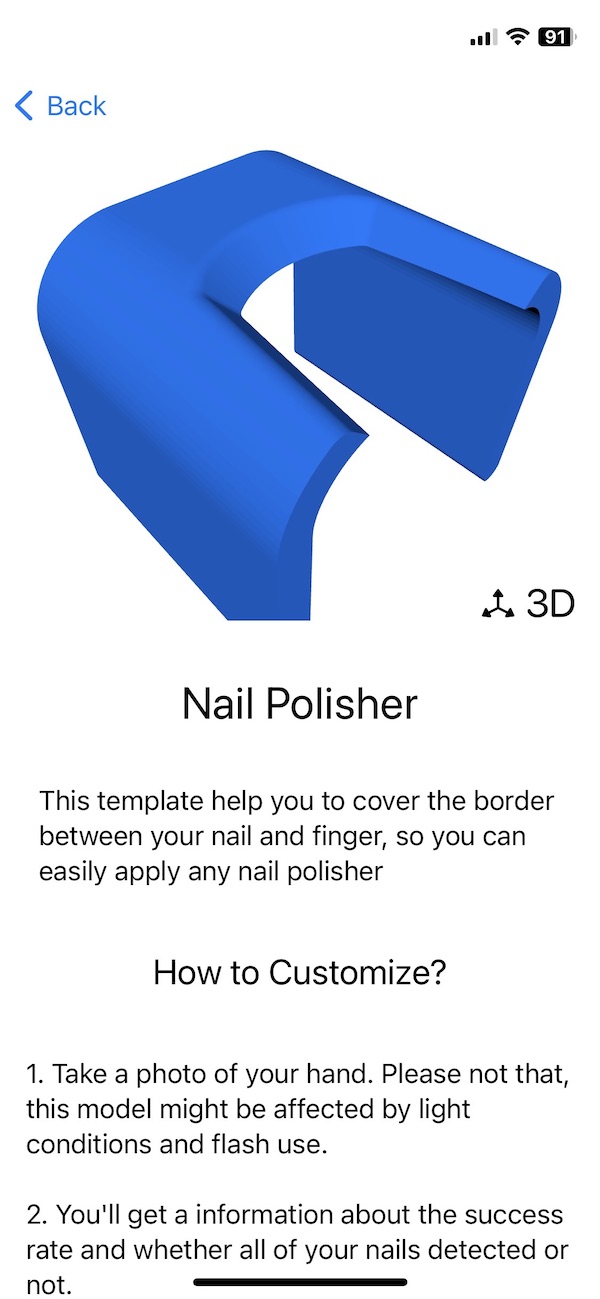 91
Back
3D
Nail Polisher
This template help you to cover the border
between your nail and finger, so you can
easily apply any nail polisher
How to Customize?
1. Take a photo of your hand. Please not that,
this model might be affected by light
conditions and flash use.
2. You'll get a information about the success
rate and whether all of your nails detected or
not.